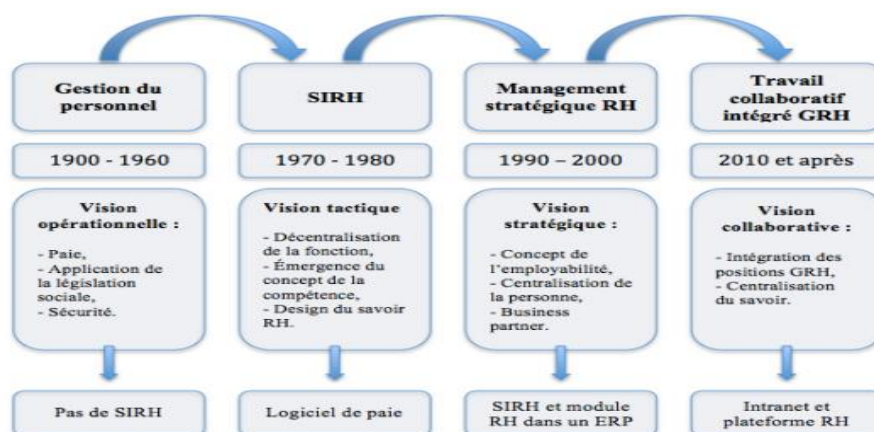 Gestion du
personnel
SIRH
Management
stratégique RH
Travail
collaboratif
intégré GRH
1900 - 1960
1970 - 1980
1990 – 2000
2010 et après
Vision
opérationnelle :
- Paie,
- Application de
la législation
sociale,
- Sécurité.
Vision tactique
- Décentralisation
de la fonction,
- Émergence du
concept de la
compétence,
- Design du savoir
RH.
Vision
stratégique :
- Concept de
l'employabilité,
- Centralisation de
la personne,
- Business
partner.
Vision
collaborative :
- Intégration des
positions GRH,
- Centralisation
du savoir.
Pas de SIRH
Logiciel de paie
SIRH et module
RH dans un ERP
Intranet et
plateforme RH